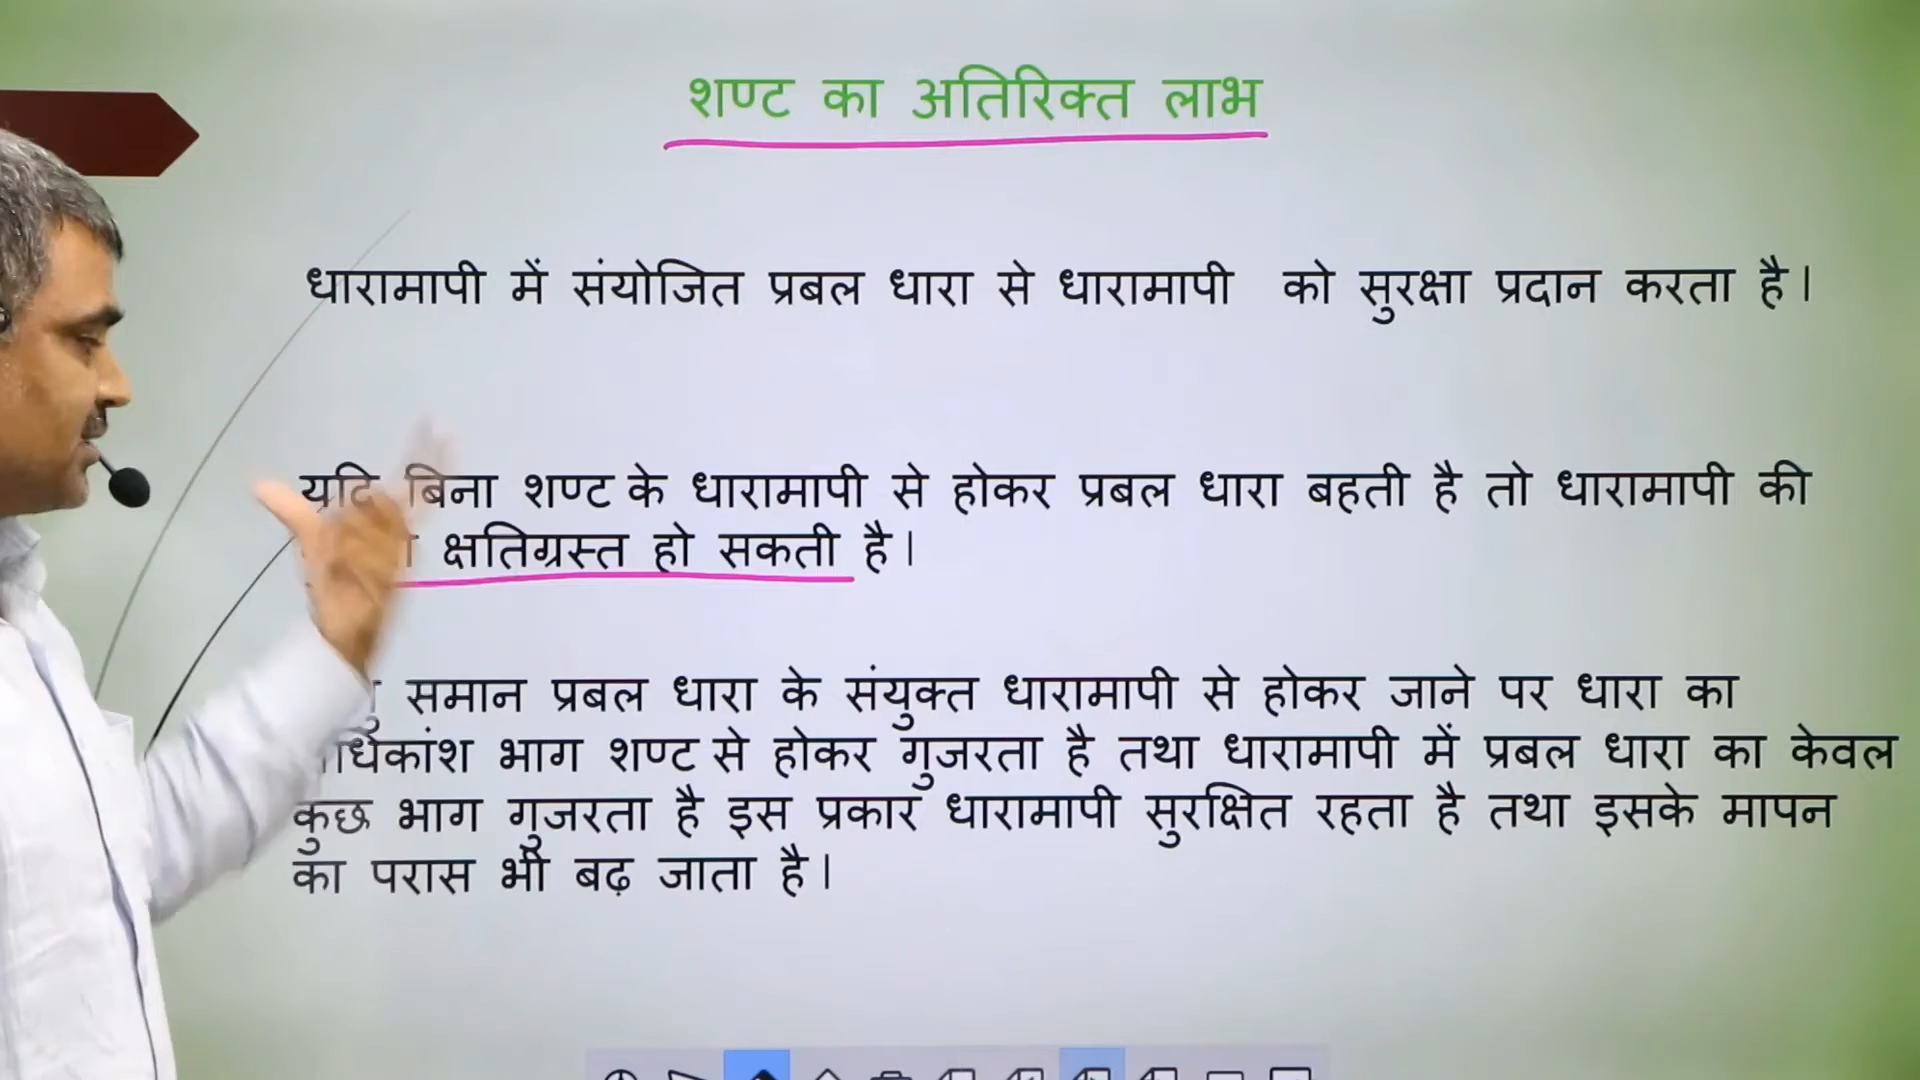 शण्ट का अतिरिक्त लाभ
धारामापी में संयोजित प्रबल धारा से धारामापी को सुरक्षा प्रदान करता है।
यदि बिना शण्ट के धारामापी से होकर प्रबल धारा बहती है तो धारामापी की
क्षतिग्रस्त हो सकती है।
समान प्रबल धारा के संयुक्त धारामापी से होकर जाने पर धारा का
भाग शण्ट से होकर गुजरता है तथा धारामापी में प्रबल धारा का केवल
कुछ भाग गुजरता है इस प्रकार धारामापी सुरक्षित रहता है तथा इसके मापन
का परास भी बढ़ जाता है।